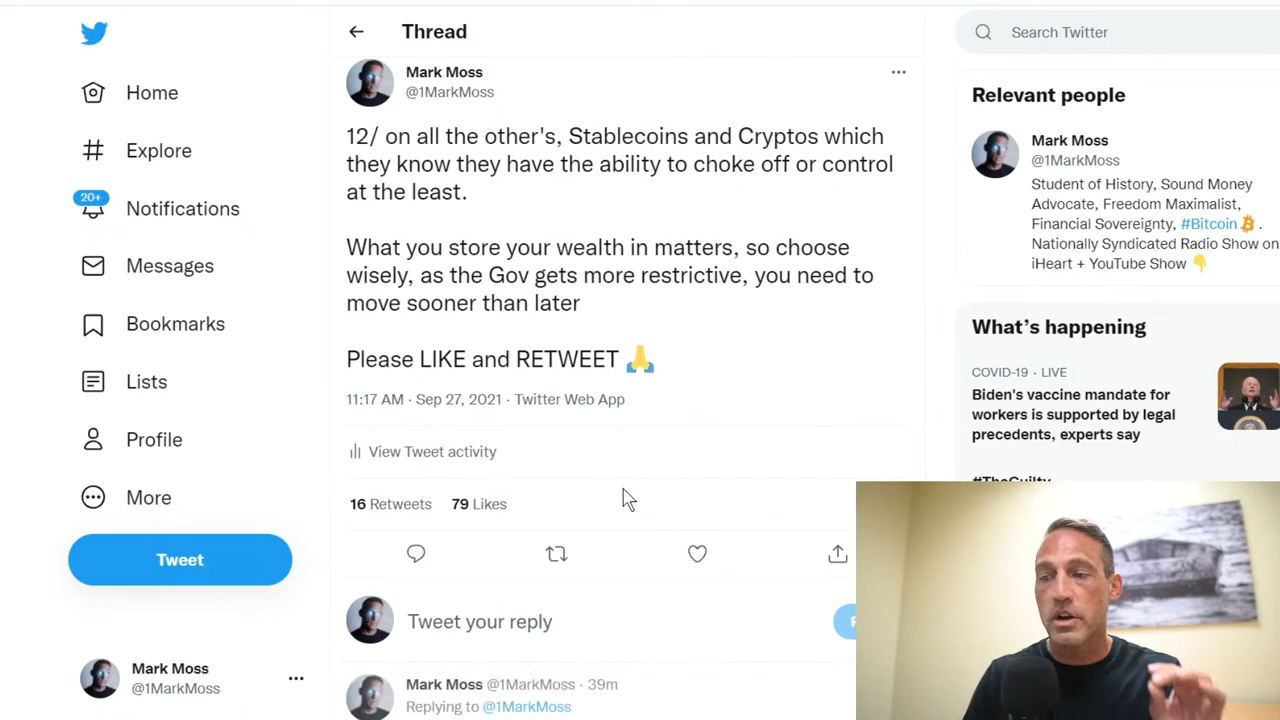 Thread
Search Twitter
Home
Explore
20+
Notifications
Messages
Bookmarks
Lists
Profile
More
Tweet
Mark Moss
@1MarkMoss
Mark Moss
@1MarkMoss
12/ on all the other's, Stablecoins and Cryptos which
they know they have the ability to choke off or control
at the least.
What you store your wealth in matters, so choose
wisely, as the Gov gets more restrictive, you need to
move sooner than later
Please LIKE and RETWEET 🙏
11:17 AM · Sep 27, 2021 · Twitter Web App
View Tweet activity
16 Retweets 79 Likes
Tweet your reply
Mark Moss @1MarkMoss · 39m
Replying to @1MarkMoss
Relevant people
Mark Moss
@1MarkMoss
Student of History, Sound Money
Advocate, Freedom Maximalist,
Financial Sovereignty, #Bitcoin .
Nationally Syndicated Radio Show on
iHeart + YouTube Show 👇
What's happening
COVID-19 · LIVE
Biden's vaccine mandate for
workers is supported by legal
precedents, experts say
#TheGuilty